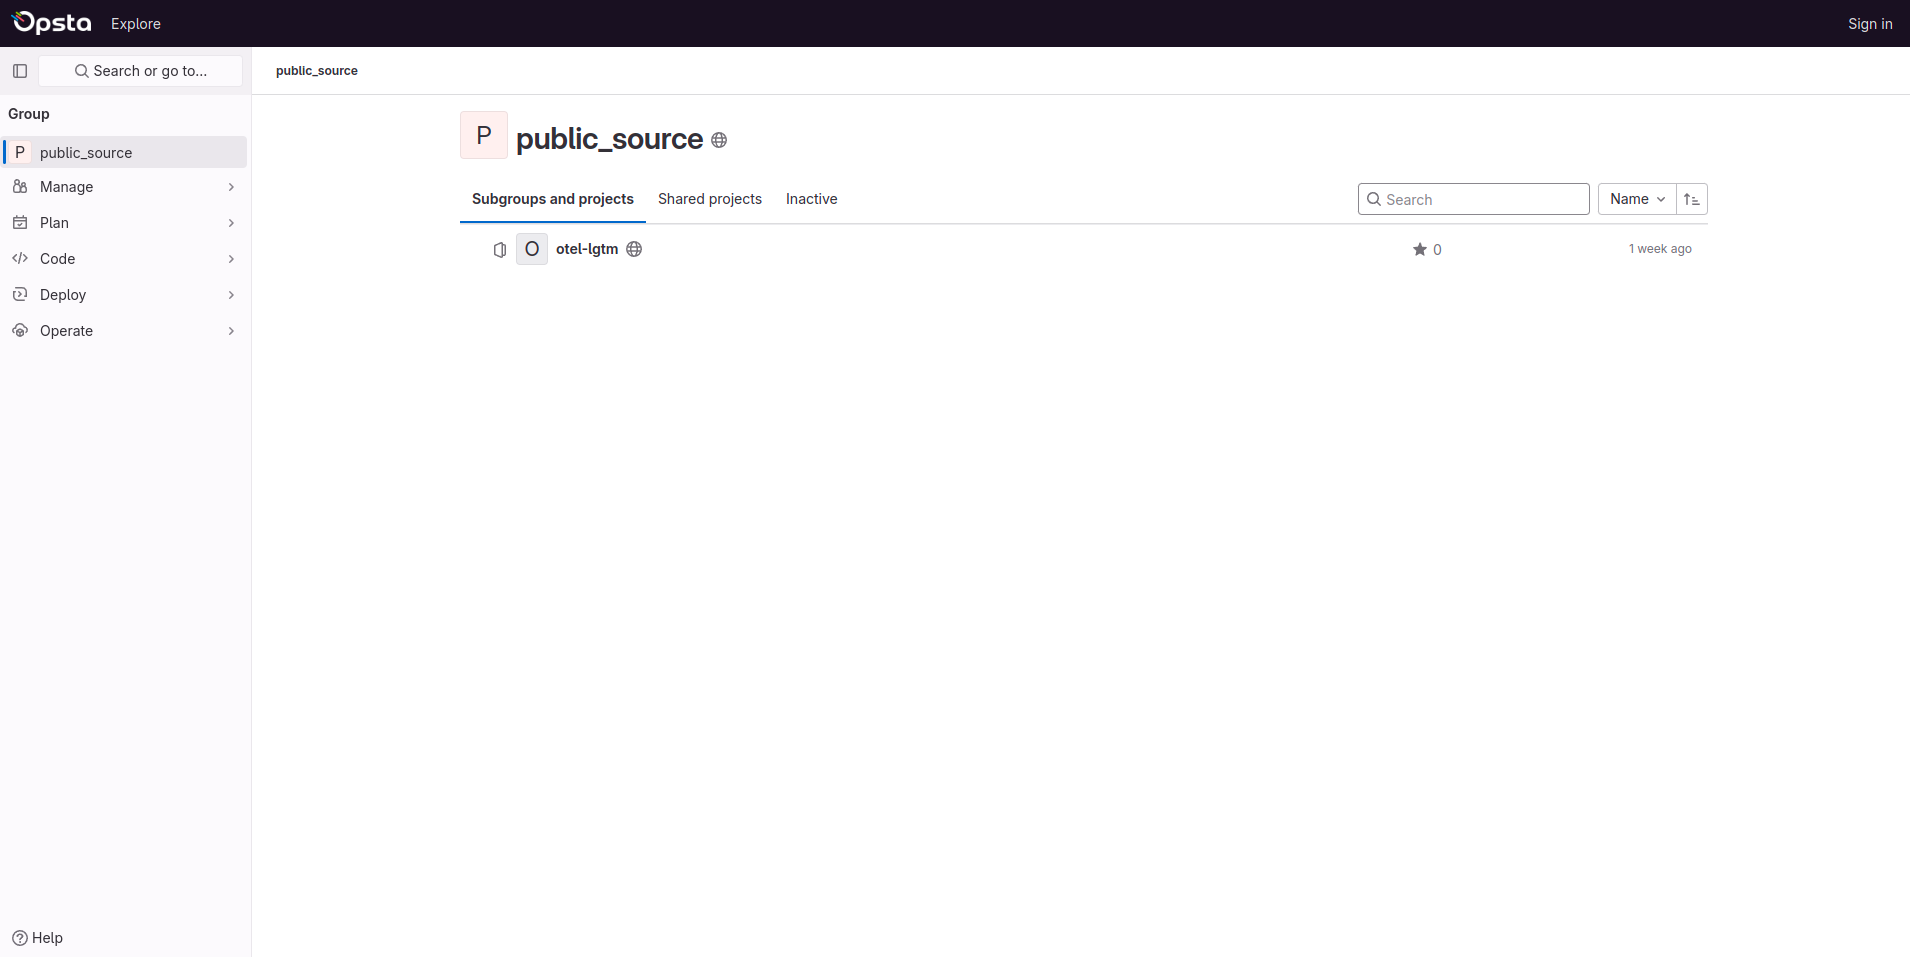 Opsta Explore Sign in
Search or go to...
public_source
Group
P public_source
Manage
Plan
Code
Deploy
Operate
Help
P public_source
Subgroups and projects Shared projects Inactive Search Name
O otel-lgtm 0 1 week ago